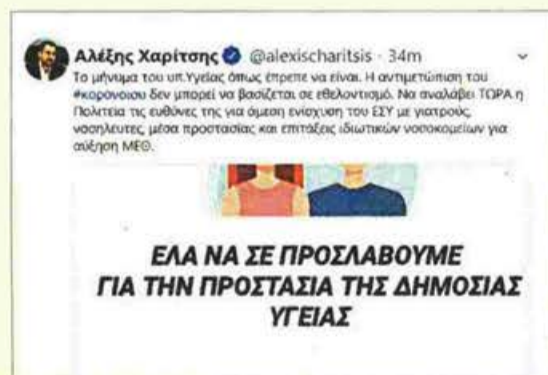 Αλέξης Χαρίτσης @alexischaritsis · 34m
Το μήνυμα του υπ.Υγείας όπως έπρεπε να είναι. Η αντιμετώπιση του
#κορονοιου δεν μπορεί να βασίζεται σε εθελοντισμό. Να αναλάβει ΤΩΡΑ η
Πολιτεία τις ευθύνες της για άμεση ενίσχυση του ΕΣΥ με γιατρούς,
νοσηλευτες, μέσα προστασίας και επιτάξεις ιδιωτικών νοσοκομείων για
αύξηση ΜΕΘ.
ΕΛΑ ΝΑ ΣΕ ΠΡΟΣΛΑΒΟΥΜΕ
ΓΙΑ ΤΗΝ ΠΡΟΣΤΑΣΙΑ ΤΗΣ ΔΗΜΟΣΙΑΣ
ΥΓΕΙΑΣ